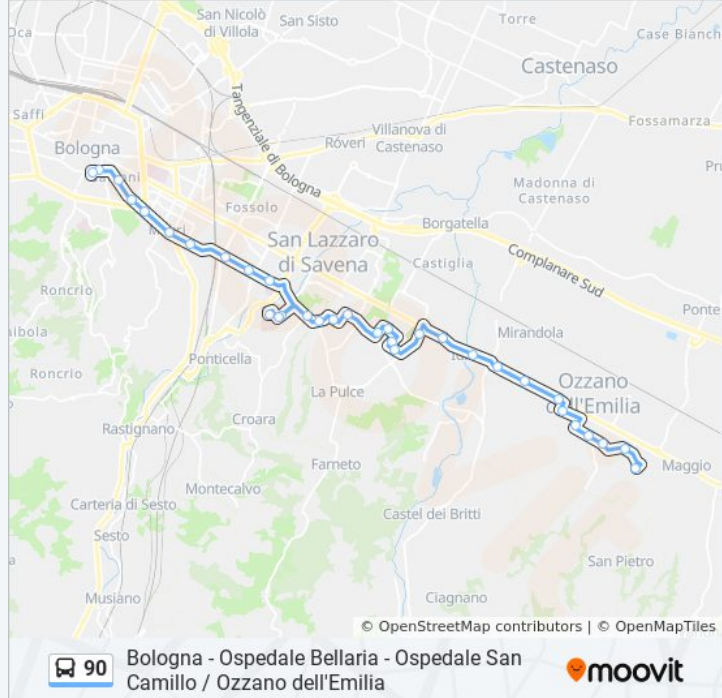 San Nicolò
di Villola
San Sisto
Torre
Case Bianch
Castenaso
Saffi
Tangenziale di Bologna
Fossamarza
Bologna
Villanova di
Castenaso
Roveri
Madonna di
Castenaso
Fossolo
Borgatella
San Lazzaro
di Savena
Castiglia
Complanare Sud
Roncrio
Ponte
Mirandola
Ponticella
Roncrio
Ozzano
dell'Emilia
La Pulce
Croara
Rastignano
Farneto
Maggio
Montecalvo
Carteria di Sesto
Castel dei Britti
Sesto
San Pietro
Musiano
Ciagnano
© OpenStreetMap contributors | © OpenMapTiles
90
Bologna - Ospedale Bellaria - Ospedale San
Camillo / Ozzano dell'Emilia
moovit